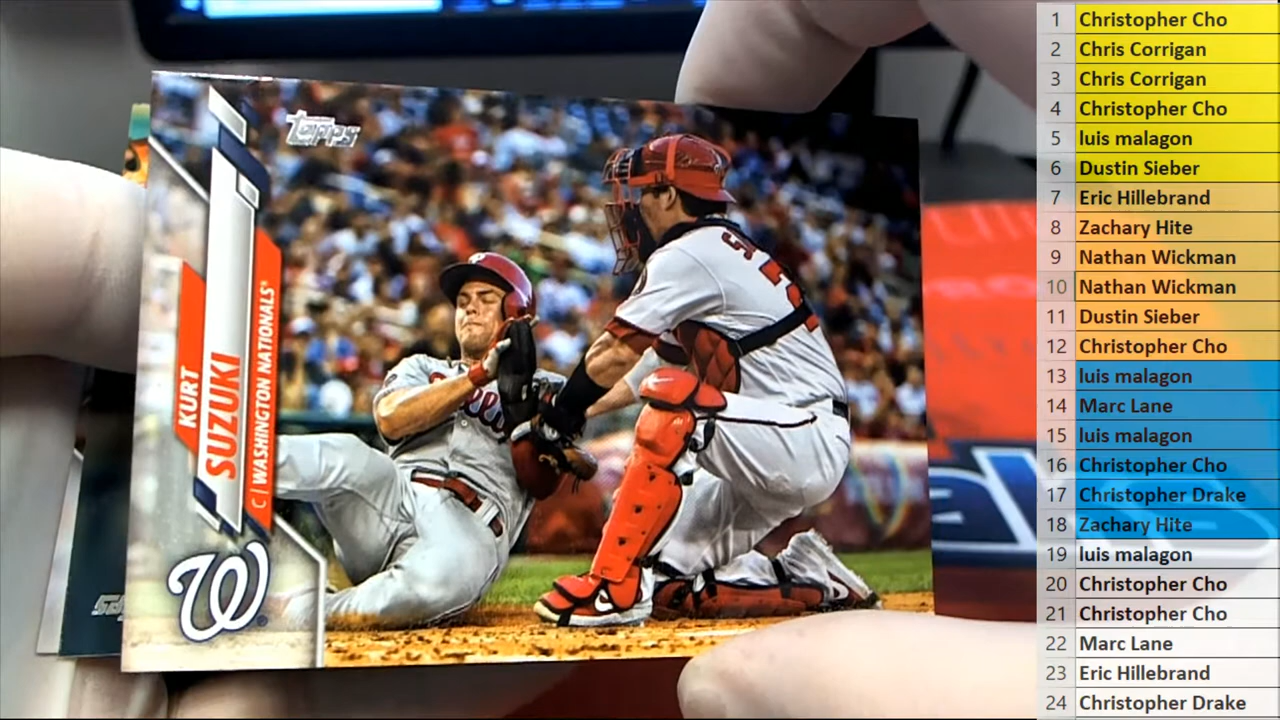 Topps
KURT
SUZUKI
C | WASHINGTON NATIONALS®
W®
1 Christopher Cho
2 Chris Corrigan
3 Chris Corrigan
4 Christopher Cho
5 luis malagon
6 Dustin Sieber
7 Eric Hillebrand
8 Zachary Hite
9 Nathan Wickman
10 Nathan Wickman
11 Dustin Sieber
12 Christopher Cho
13 luis malagon
14 Marc Lane
15 luis malagon
16 Christopher Cho
17 Christopher Drake
18 Zachary Hite
19 luis malagon
20 Christopher Cho
21 Christopher Cho
22 Marc Lane
23 Eric Hillebrand
24 Christopher Drake